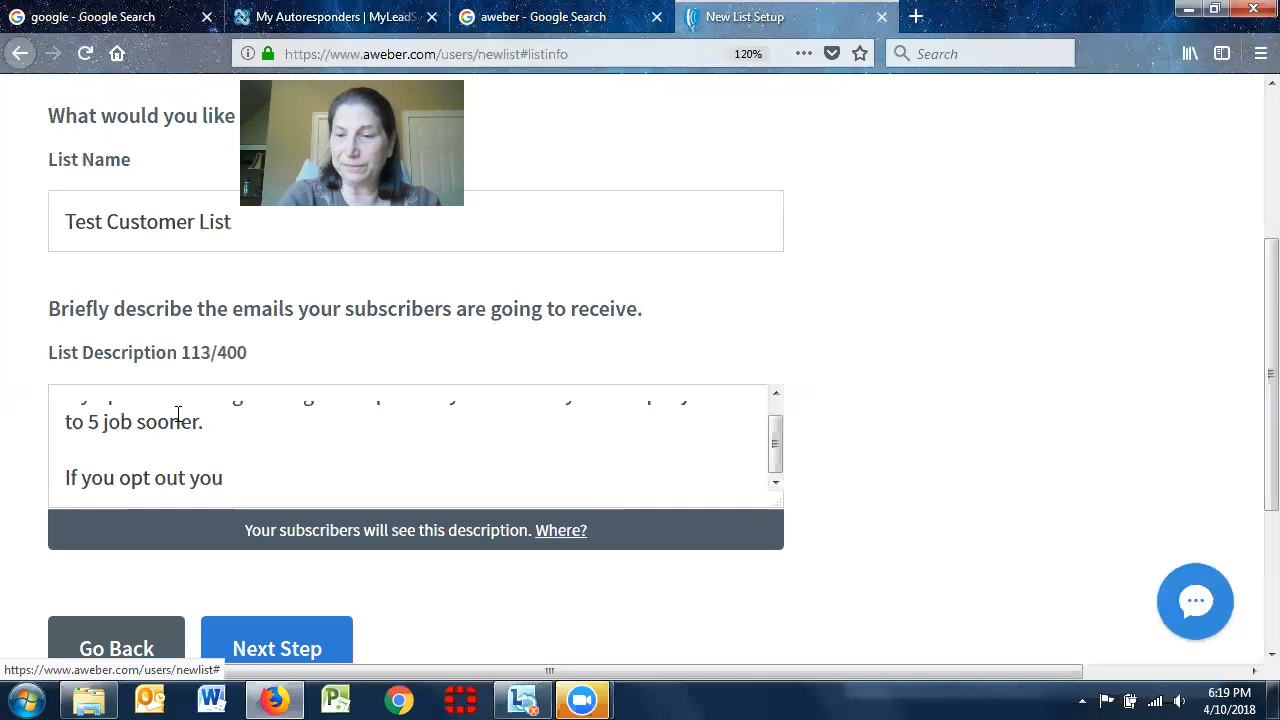 google - Google Search
My Autoresponders | MyLeadS
aweber - Google Search
New List Setup
https://www.aweber.com/users/newlist#listinfo
120%
Search
What would you like
List Name
Test Customer List
Briefly describe the emails your subscribers are going to receive.
List Description 113/400
to 5 job sooner.
If you opt out you
Your subscribers will see this description. Where?
Go Back
Next Step
https://www.aweber.com/users/newlist#
6:19 PM
4/10/2018